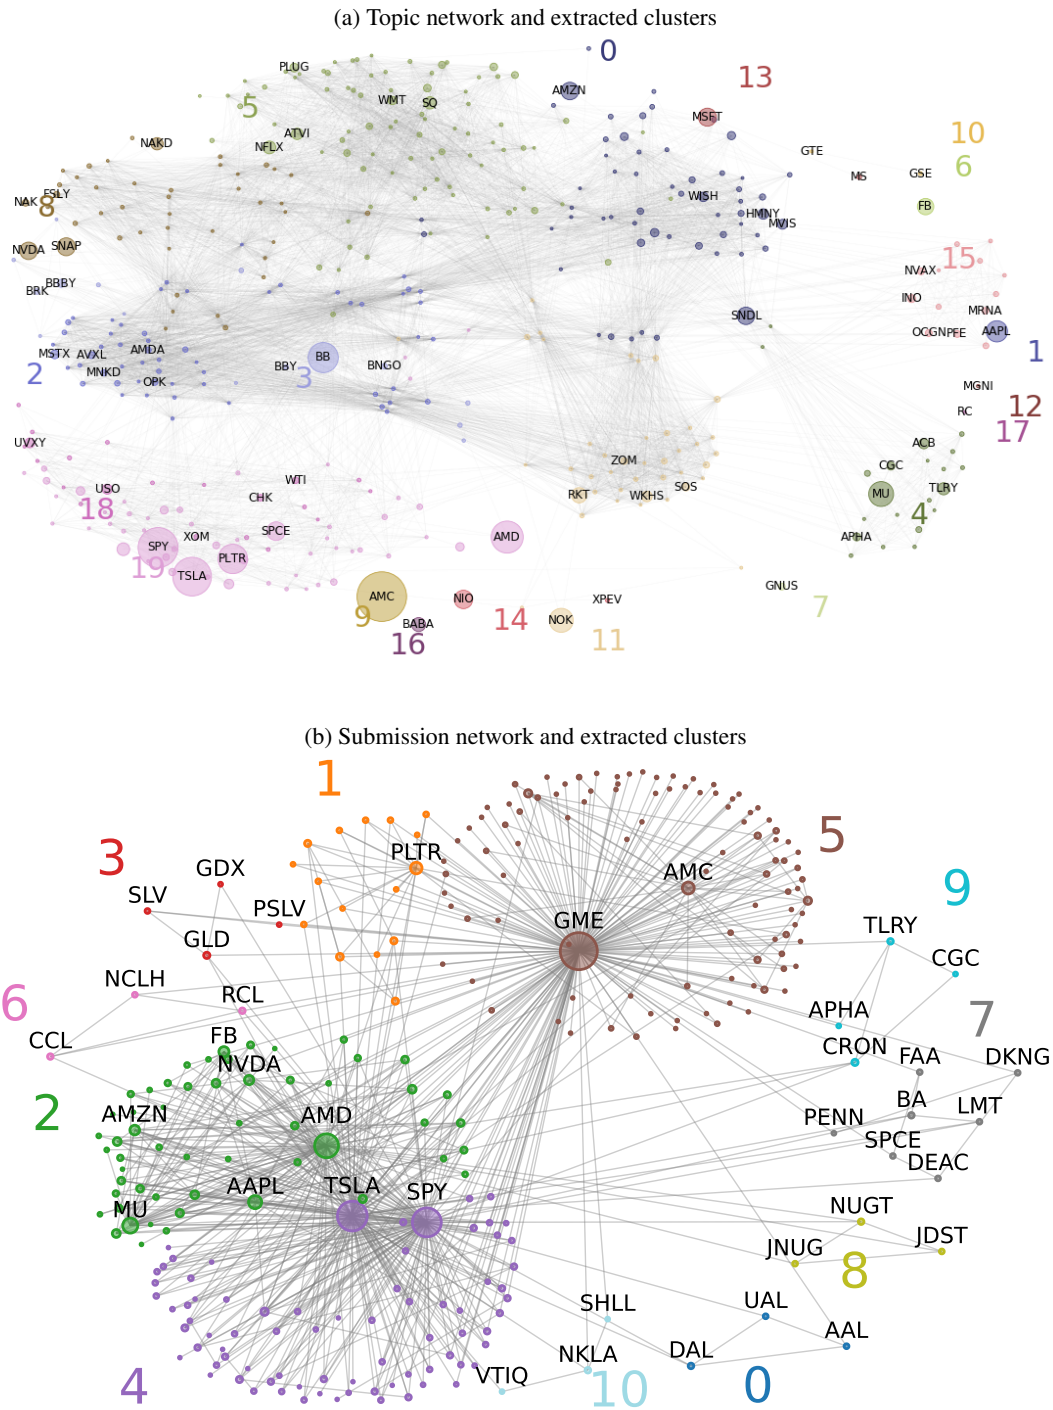 (a) Topic network and extracted clusters
0
PLUG
13
AMZN
WMT
SQ
5
MSFT
ATVI
10
NAKD
NFLX
GTE
6
MS
GSE
FSLY
NAK
8
WISH
FB
HMNY
MVIS
NVDA
SNAP
15
NVAX
BBBY
BRK
INO
MRNA
SNDL
OCGN
PFE
AAPL
MSTX
AVXL
AMDA
BB
1
BBY
BNGO
2
MNKD
OPK
3
MGNI
12
RC
17
UVXY
ACB
ZOM
CGC
WTI
USO
CHK
RKT
WKHS
SOS
MU
TLRY
18
4
SPCE
XOM
AMD
APHA
SPY
PLTR
19
TSLA
GNUS
AMC
NIO
XPEV
7
9
BABA
14
NOK
16
11
(b) Submission network and extracted clusters
1
5
3
PLTR
GDX
AMC
9
SLV
PSLV
GME
TLRY
GLD
CGC
NCLH
6
RCL
APHA
7
CCL
FB
CRON
FAA
DKNG
NVDA
2
AMZN
AMD
BA
LMT
PENN
SPCE
DEAC
AAPL
TSLA
SPY
MU
NUGT
JNUG
JDST
8
SHLL
UAL
AAL
NKLA
DAL
4
VTIQ
10
0